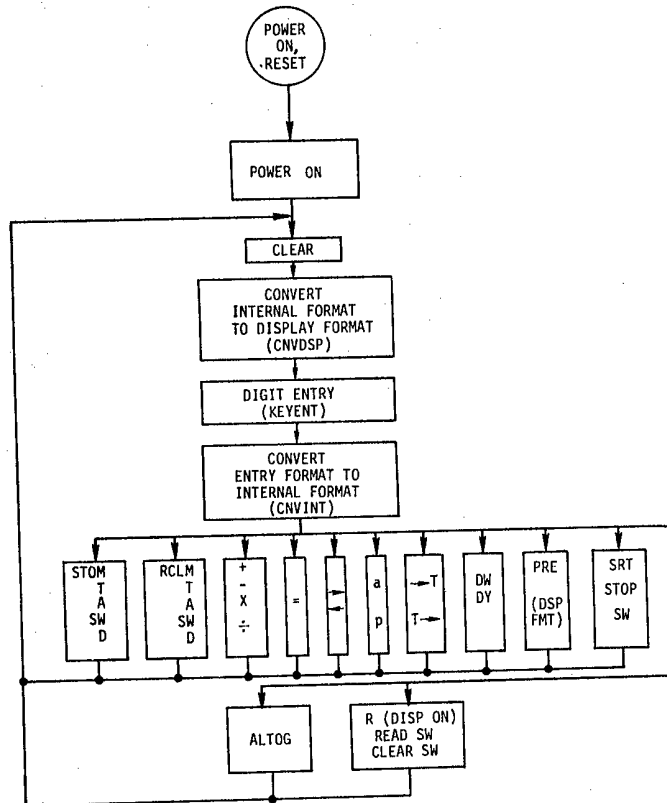 POWER
ON,
RESET
POWER ON
CLEAR
CONVERT
INTERNAL FORMAT
TO DISPLAY FORMAT
(CNVDSP)
DIGIT ENTRY
(KEYENT)
CONVERT
ENTRY FORMAT TO
INTERNAL FORMAT
(CNVINT)
STOM
T
A
SW
D
RCLM
T
A
SW
D
+
-
X
÷
=
→
←
a
p
→T
T→
DW
DY
PRE
(DSP
FMT)
SRT
STOP
SW
ALTOG
R (DISP ON)
READ SW
CLEAR SW